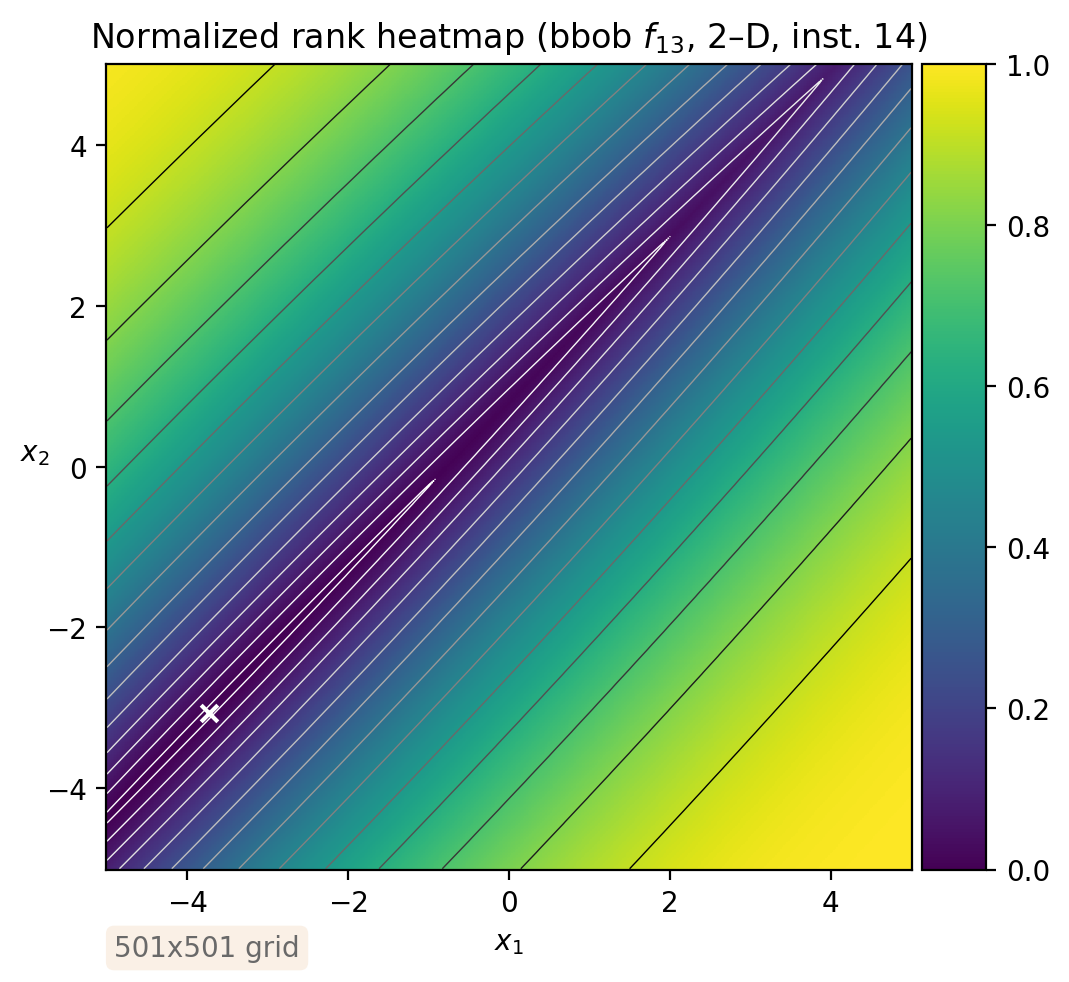 Normalized rank heatmap (bbob f₁₃, 2–D, inst. 14)
1.0
0.8
0.6
0.4
0.2
0.0
4
2
0
−2
−4
x₂
−4 −2 0 2 4
x₁
501x501 grid